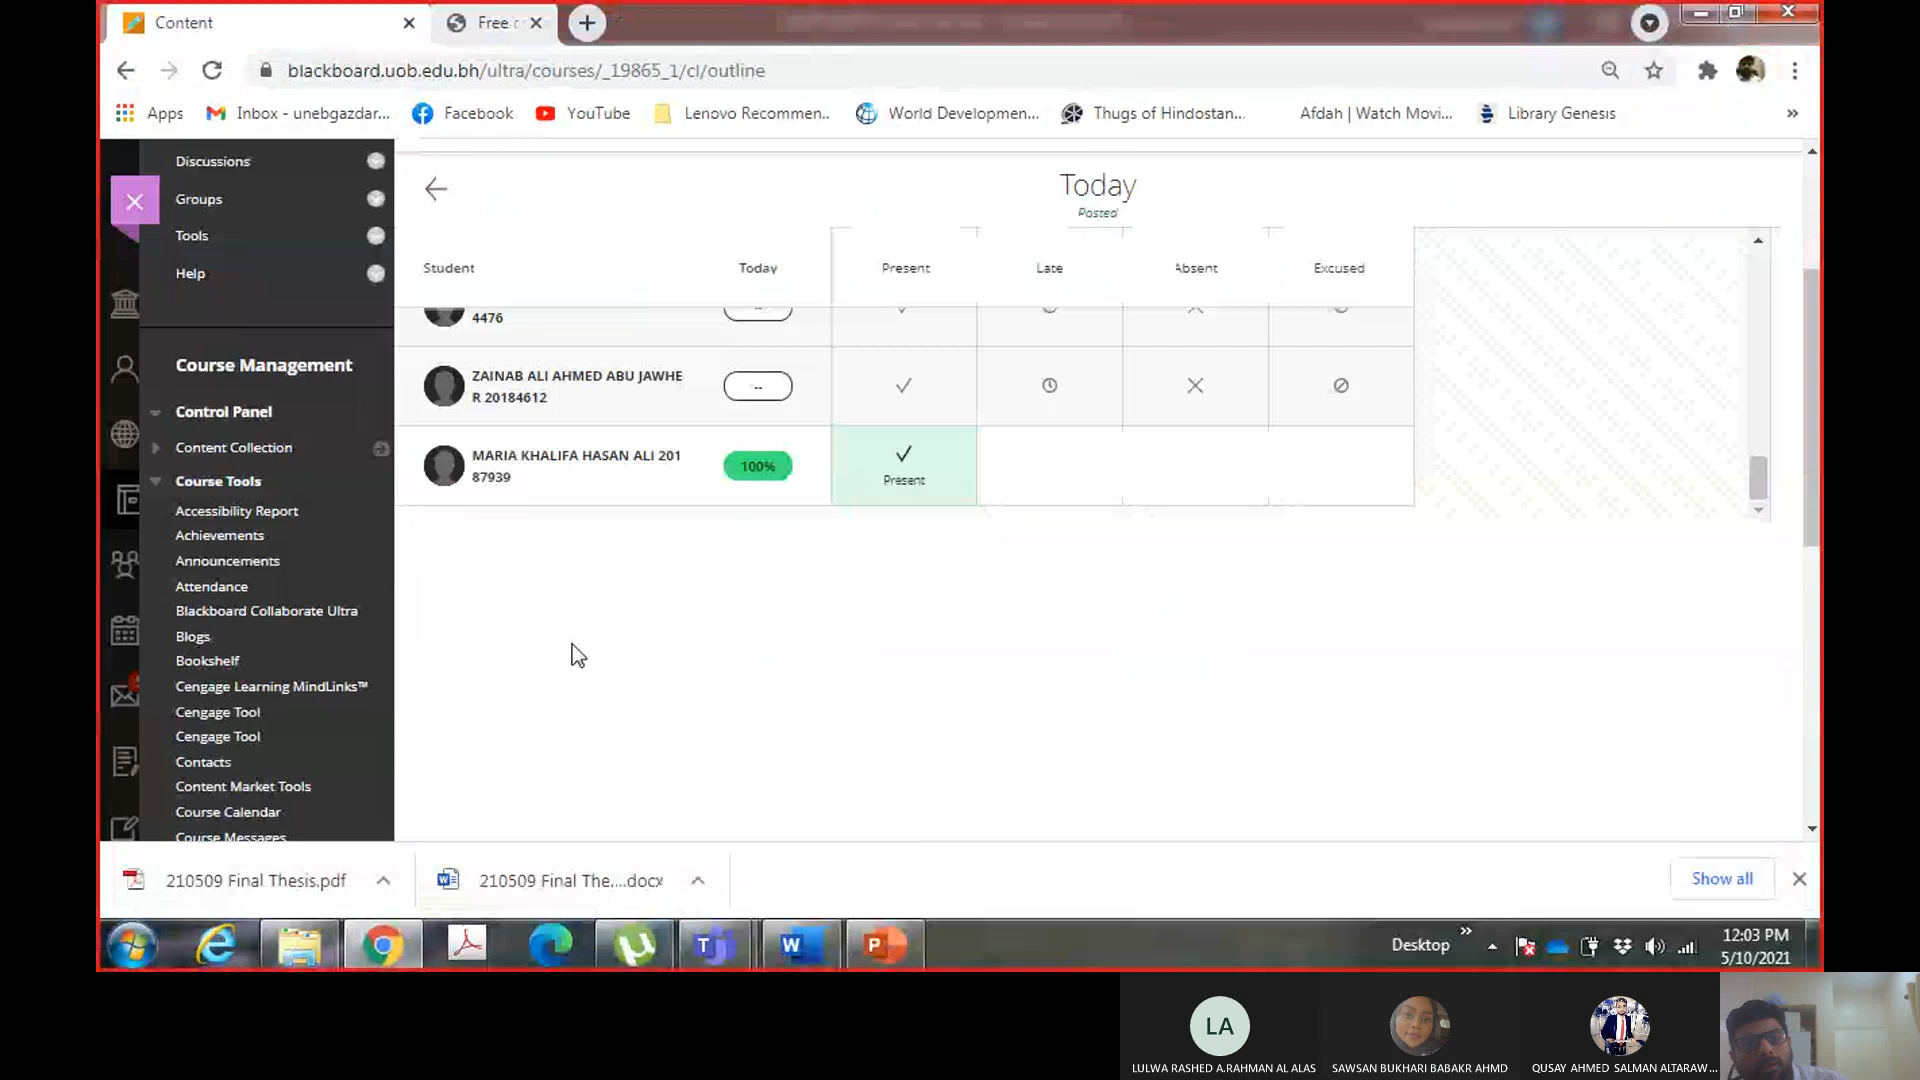 Content
Free
blackboard.uob.edu.bh/ultra/courses/_19865_1/cl/outline
Apps
Inbox - unebgazdar...
Facebook
YouTube
Lenovo Recommen...
World Developmen...
Thugs of Hindostan...
Afdah | Watch Movi...
Library Genesis
»
Discussions
Groups
Tools
Help
Course Management
Control Panel
Content Collection
Course Tools
Accessibility Report
Achievements
Announcements
Attendance
Blackboard Collaborate Ultra
Blogs
Bookshelf
Cengage Learning MindLinks™
Cengage Tool
Cengage Tool
Contacts
Content Market Tools
Course Calendar
Course Messages
Today
Posted
Student Today Present Late Absent Excused
4476 --
ZAINAB ALI AHMED ABU JAWHE
R 20184612 --
MARIA KHALIFA HASAN ALI 201
87939 100% Present
210509 Final Thesis.pdf
210509 Final The....docx
Show all
Desktop »
12:03 PM
5/10/2021
LA
LULWA RASHED A.RAHMAN AL ALAS
SAWSAN BUKHARI BABAKR AHMD
QUSAY AHMED SALMAN ALTARAW...